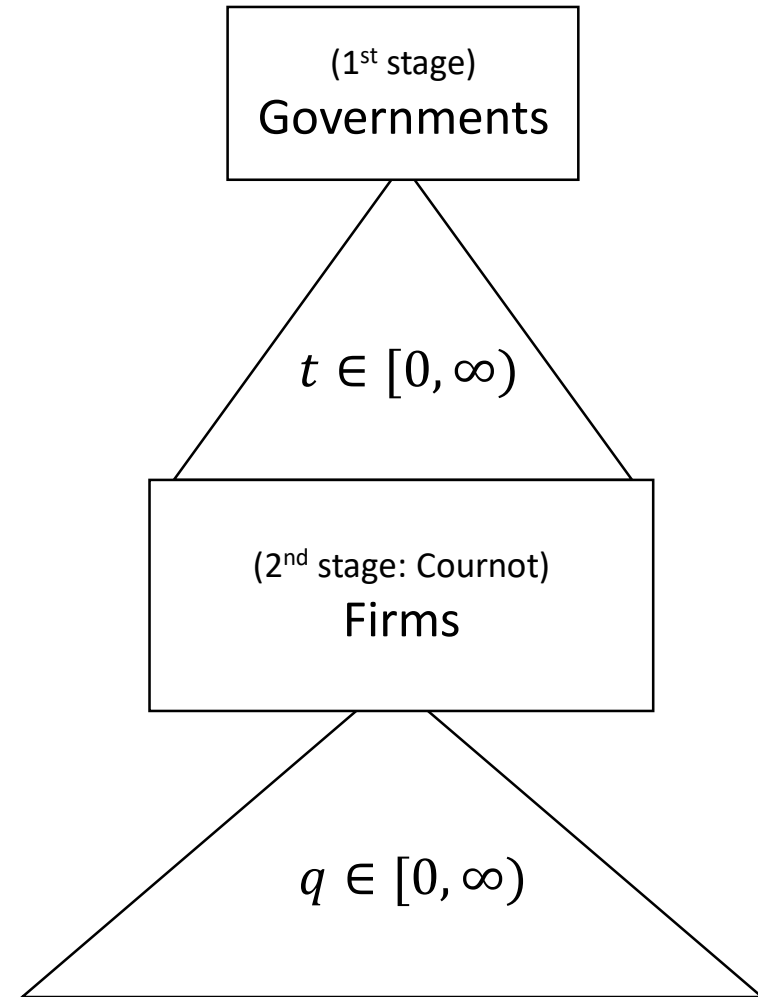 (1st stage)
Governments
t ∈ [0, ∞)
(2nd stage: Cournot)
Firms
q ∈ [0, ∞)